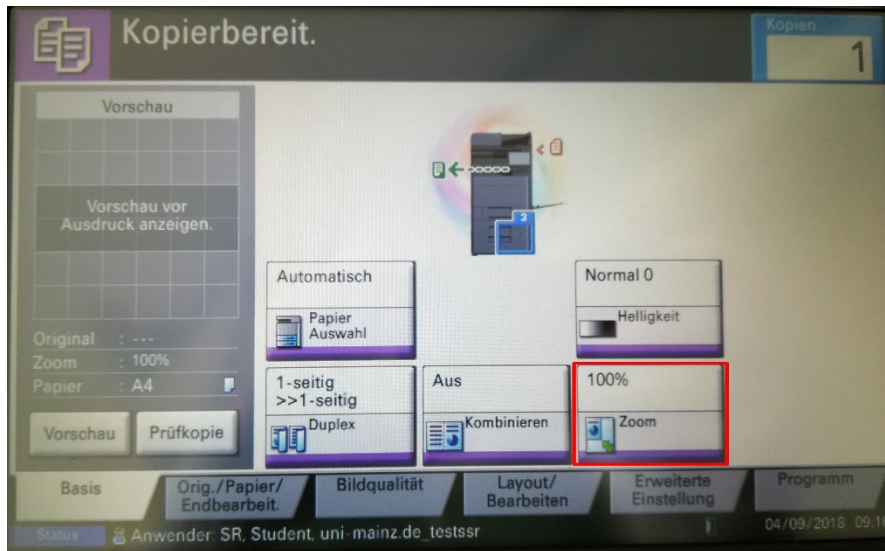 Kopierbereit.
Kopien
1
Vorschau
Vorschau vor
Ausdruck anzeigen.
Original : ---
Zoom : 100%
Papier : A4
Vorschau
Prüfkopie
3
Automatisch
Papier
Auswahl
Normal 0
Helligkeit
1-seitig
>>1-seitig
Duplex
Aus
Kombinieren
100%
Zoom
Basis
Orig./Papier/
Endbearbeit.
Bildqualität
Layout/
Bearbeiten
Erweiterte
Einstellung
Programm
Status
Anwender: SR, Student, uni-mainz.de_testssr
04/09/2018